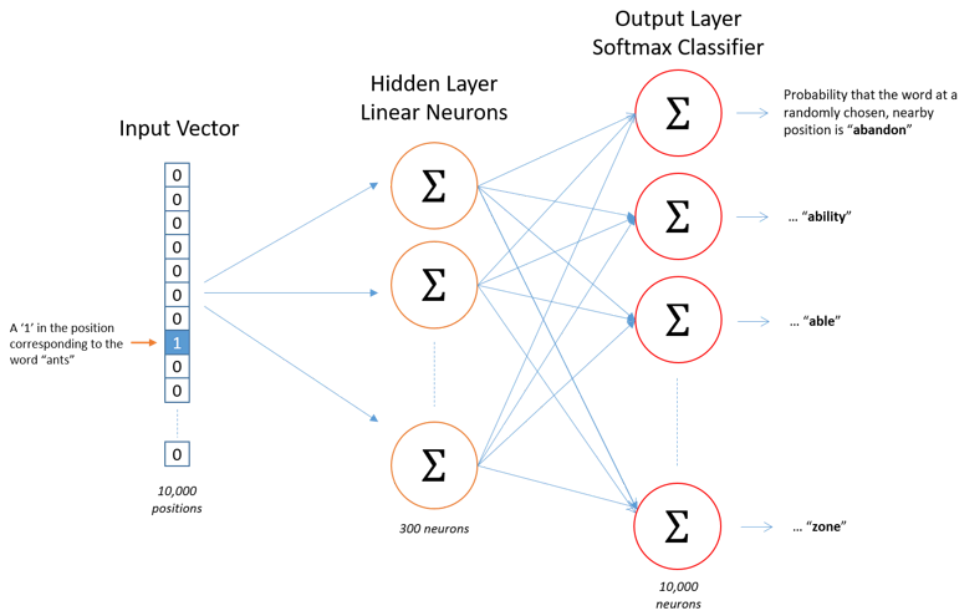 Output Layer
Softmax Classifier
Hidden Layer
Linear Neurons
Input Vector
0
0
0
0
0
0
0
1
0
0
0
A ‘1’ in the position
corresponding to the
word “ants”
10,000
positions
Σ
Σ
Σ
300 neurons
Σ
Σ
Σ
Σ
10,000
neurons
Probability that the word at a
randomly chosen, nearby
position is “abandon”
... “ability”
... “able”
... “zone”